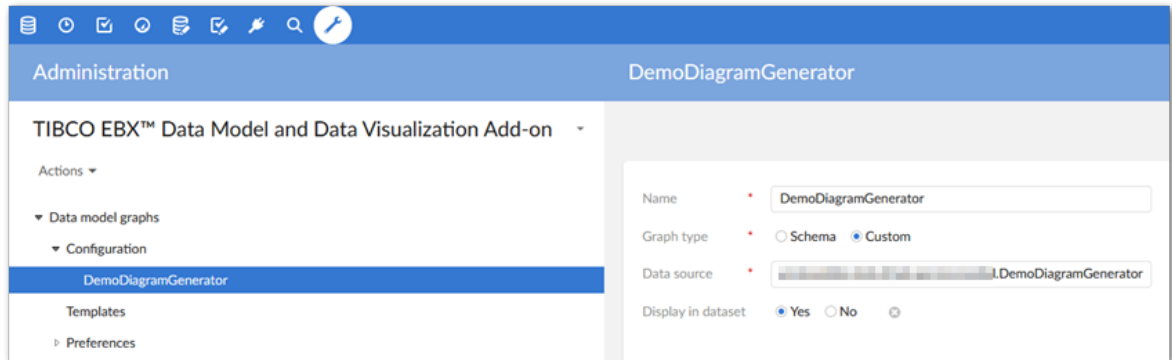 Administration
DemoDiagramGenerator
TIBCO EBX™ Data Model and Data Visualization Add-on
Actions
Data model graphs
Configuration
DemoDiagramGenerator
Templates
Preferences
Name * DemoDiagramGenerator
Graph type * Schema Custom
Data source * l.DemoDiagramGenerator
Display in dataset Yes No